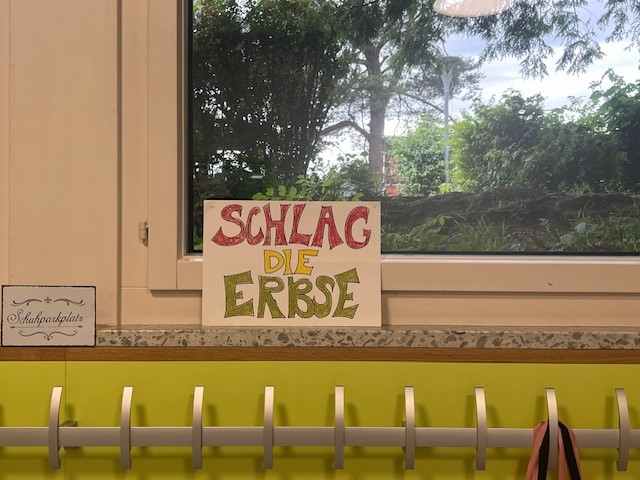 SCHLAG
DIE
ERBSE
Schuhparkplatz